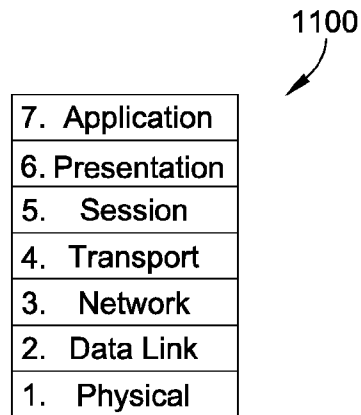 1100
7. Application
6. Presentation
5. Session
4. Transport
3. Network
2. Data Link
1. Physical